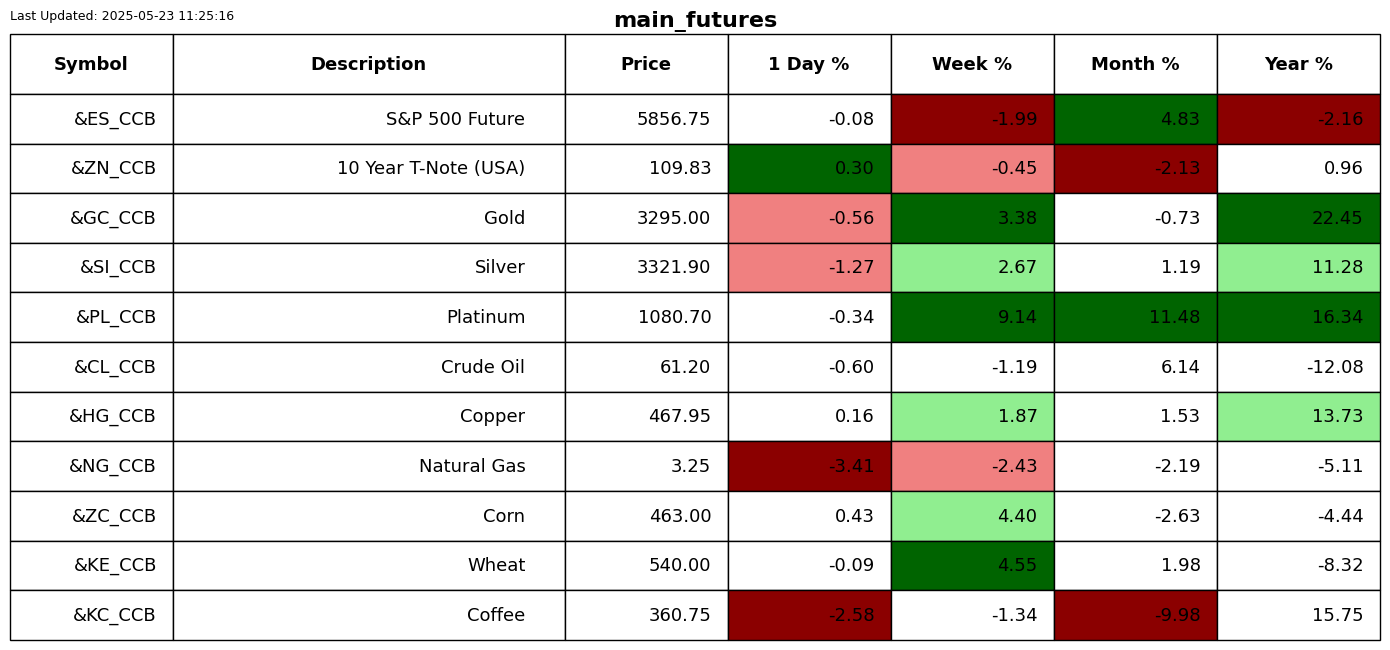 Last Updated: 2025-05-23 11:25:16
main_futures
Symbol Description Price 1 Day % Week % Month % Year %
&ES_CCB S&P 500 Future 5856.75 -0.08 -1.99 4.83 -2.16
&ZN_CCB 10 Year T-Note (USA) 109.83 0.30 -0.45 -2.13 0.96
&GC_CCB Gold 3295.00 -0.56 3.38 -0.73 22.45
&SI_CCB Silver 3321.90 -1.27 2.67 1.19 11.28
&PL_CCB Platinum 1080.70 -0.34 9.14 11.48 16.34
&CL_CCB Crude Oil 61.20 -0.60 -1.19 6.14 -12.08
&HG_CCB Copper 467.95 0.16 1.87 1.53 13.73
&NG_CCB Natural Gas 3.25 -3.41 -2.43 -2.19 -5.11
&ZC_CCB Corn 463.00 0.43 4.40 -2.63 -4.44
&KE_CCB Wheat 540.00 -0.09 4.55 1.98 -8.32
&KC_CCB Coffee 360.75 -2.58 -1.34 -9.98 15.75